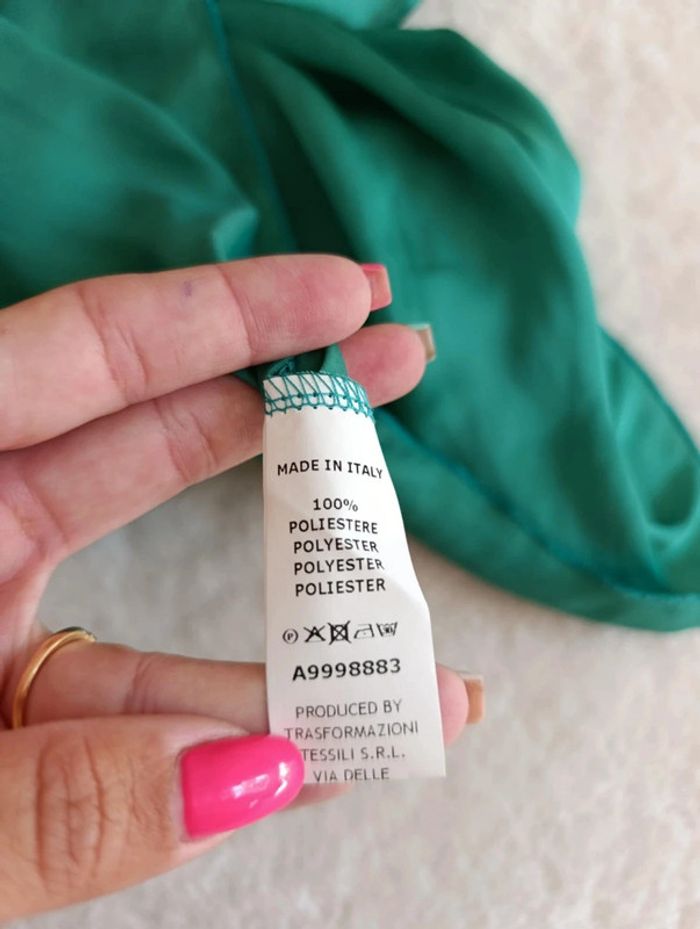 MADE IN ITALY
100%
POLIESTERE
POLYESTER
POLYESTER
POLIESTER
A9998883
PRODUCED BY
TRASFORMAZIONI
TESSILI S.R.L.
VIA DELLE